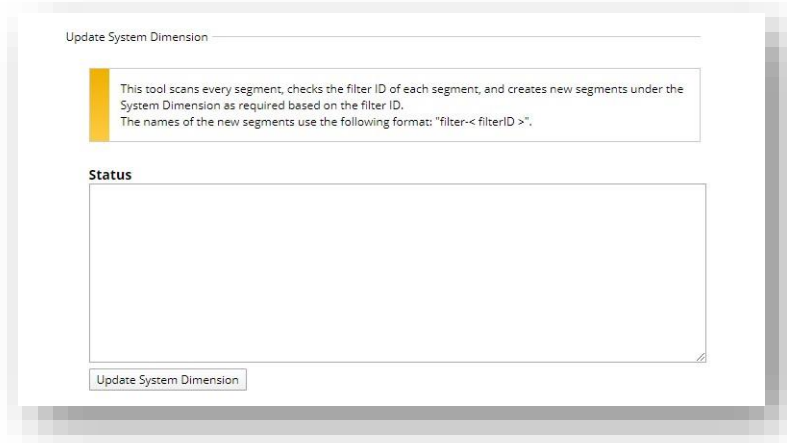 Update System Dimension
This tool scans every segment, checks the filter ID of each segment, and creates new segments under the
System Dimension as required based on the filter ID.
The names of the new segments use the following format: "filter-< filterID >".
Status
Update System Dimension